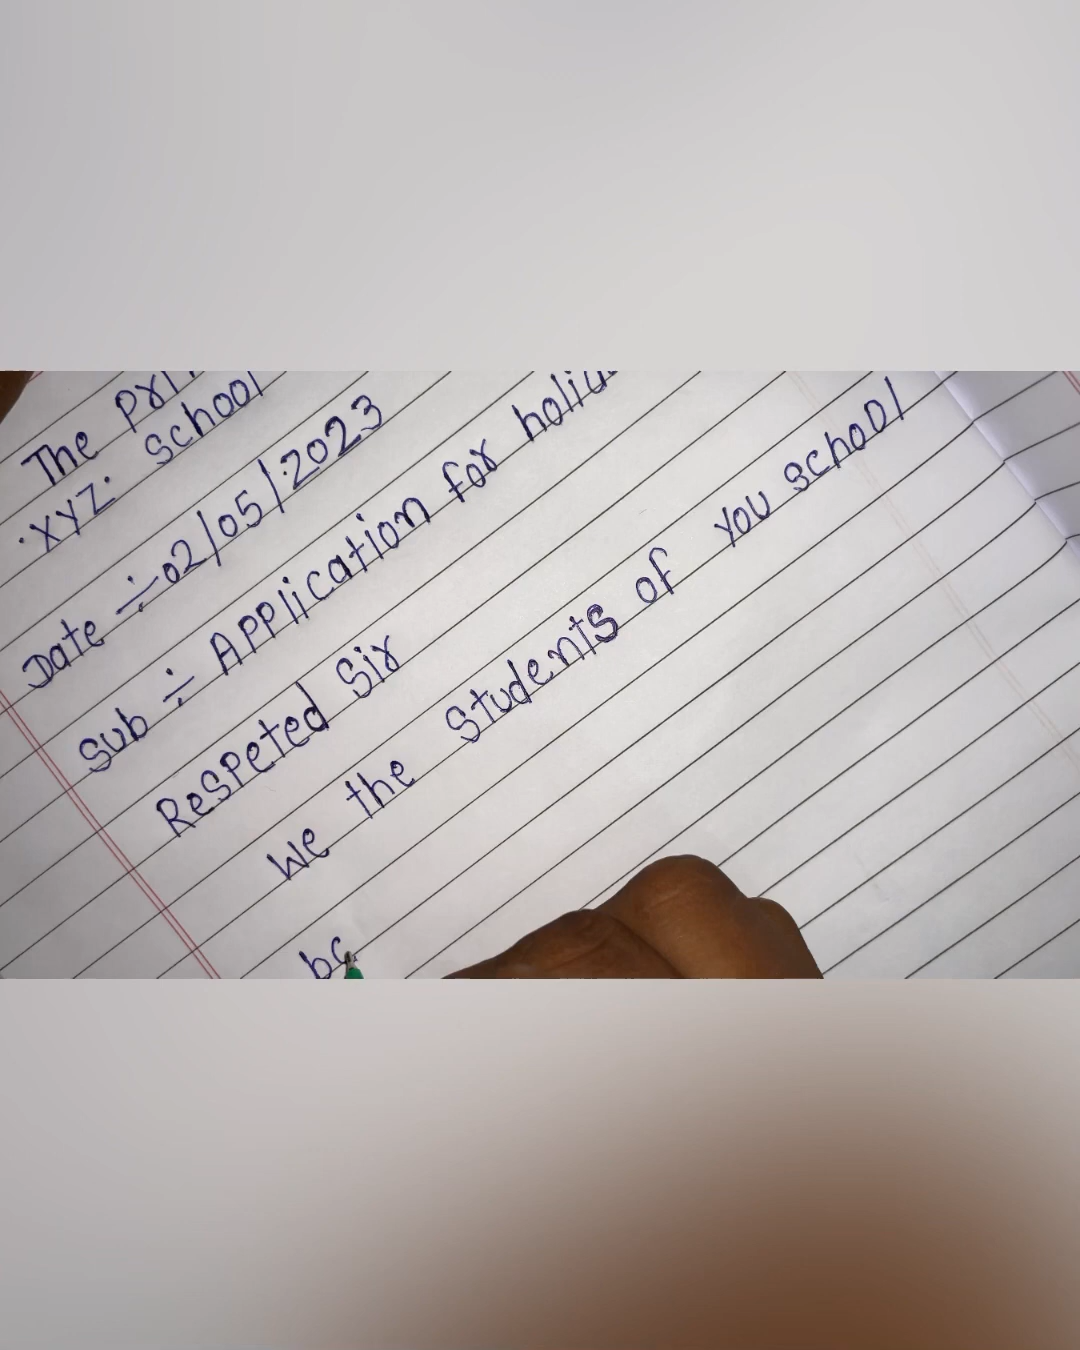 The
XYZ. School
Date ÷ 02/05/2023
Sub ÷ Application for
Respeted Sir
We the Students of You school